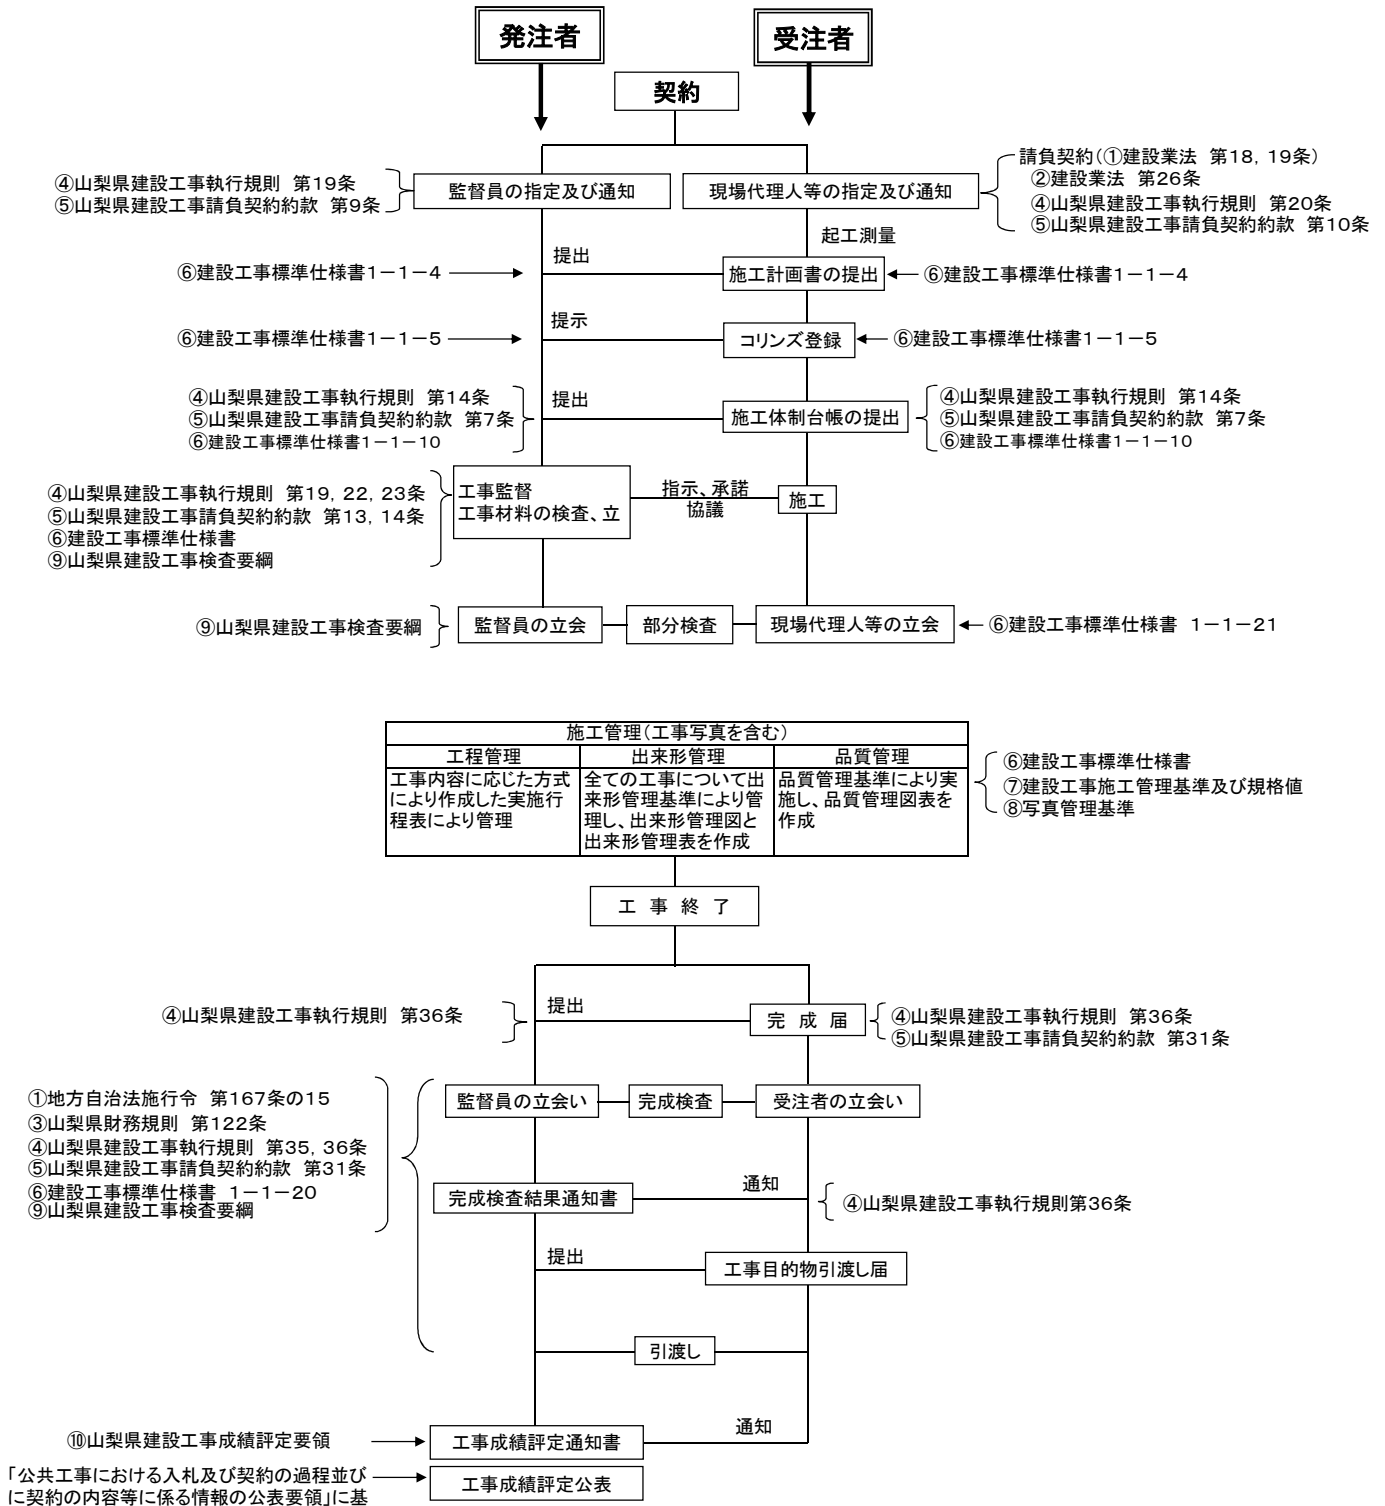 発注者
受注者
契約
④山梨県建設工事執行規則 第19条
⑤山梨県建設工事請負契約約款 第9条
監督員の指定及び通知
現場代理人等の指定及び通知
請負契約(①建設業法 第18, 19条)
②建設業法 第26条
④山梨県建設工事執行規則 第20条
⑤山梨県建設工事請負契約約款 第10条
起工測量
⑥建設工事標準仕様書1-1-4
提出
施工計画書の提出
⑥建設工事標準仕様書1-1-4
⑥建設工事標準仕様書1-1-5
提示
コリンズ登録
⑥建設工事標準仕様書1-1-5
④山梨県建設工事執行規則 第14条
⑤山梨県建設工事請負契約約款 第7条
⑥建設工事標準仕様書1-1-10
提出
施工体制台帳の提出
④山梨県建設工事執行規則 第14条
⑤山梨県建設工事請負契約約款 第7条
⑥建設工事標準仕様書1-1-10
④山梨県建設工事執行規則 第19, 22, 23条
⑤山梨県建設工事請負契約約款 第13, 14条
⑥建設工事標準仕様書
⑨山梨県建設工事検査要綱
工事監督
工事材料の検査、立
指示、承諾
協議
施工
⑨山梨県建設工事検査要綱
監督員の立会
部分検査
現場代理人等の立会
⑥建設工事標準仕様書 1-1-21
施工管理(工事写真を含む)
工程管理
工事内容に応じた方式
により作成した実施行
程表により管理
出来形管理
全ての工事について出
来形管理基準により管
理し、出来形管理図と
出来形管理表を作成
品質管理
品質管理基準により実
施し、品質管理図表を
作成
⑥建設工事標準仕様書
⑦建設工事施工管理基準及び規格値
⑧写真管理基準
工 事 終 了
④山梨県建設工事執行規則 第36条
提出
完 成 届
④山梨県建設工事執行規則 第36条
⑤山梨県建設工事請負契約約款 第31条
①地方自治法施行令 第167条の15
③山梨県財務規則 第122条
④山梨県建設工事執行規則 第35, 36条
⑤山梨県建設工事請負契約約款 第31条
⑥建設工事標準仕様書 1-1-20
⑨山梨県建設工事検査要綱
監督員の立会い
完成検査
受注者の立会い
完成検査結果通知書
通知
④山梨県建設工事執行規則第36条
提出
工事目的物引渡し届
引渡し
⑩山梨県建設工事成績評定要領
工事成績評定通知書
通知
「公共工事における入札及び契約の過程並び
に契約の内容等に係る情報の公表要領」に基
工事成績評定公表